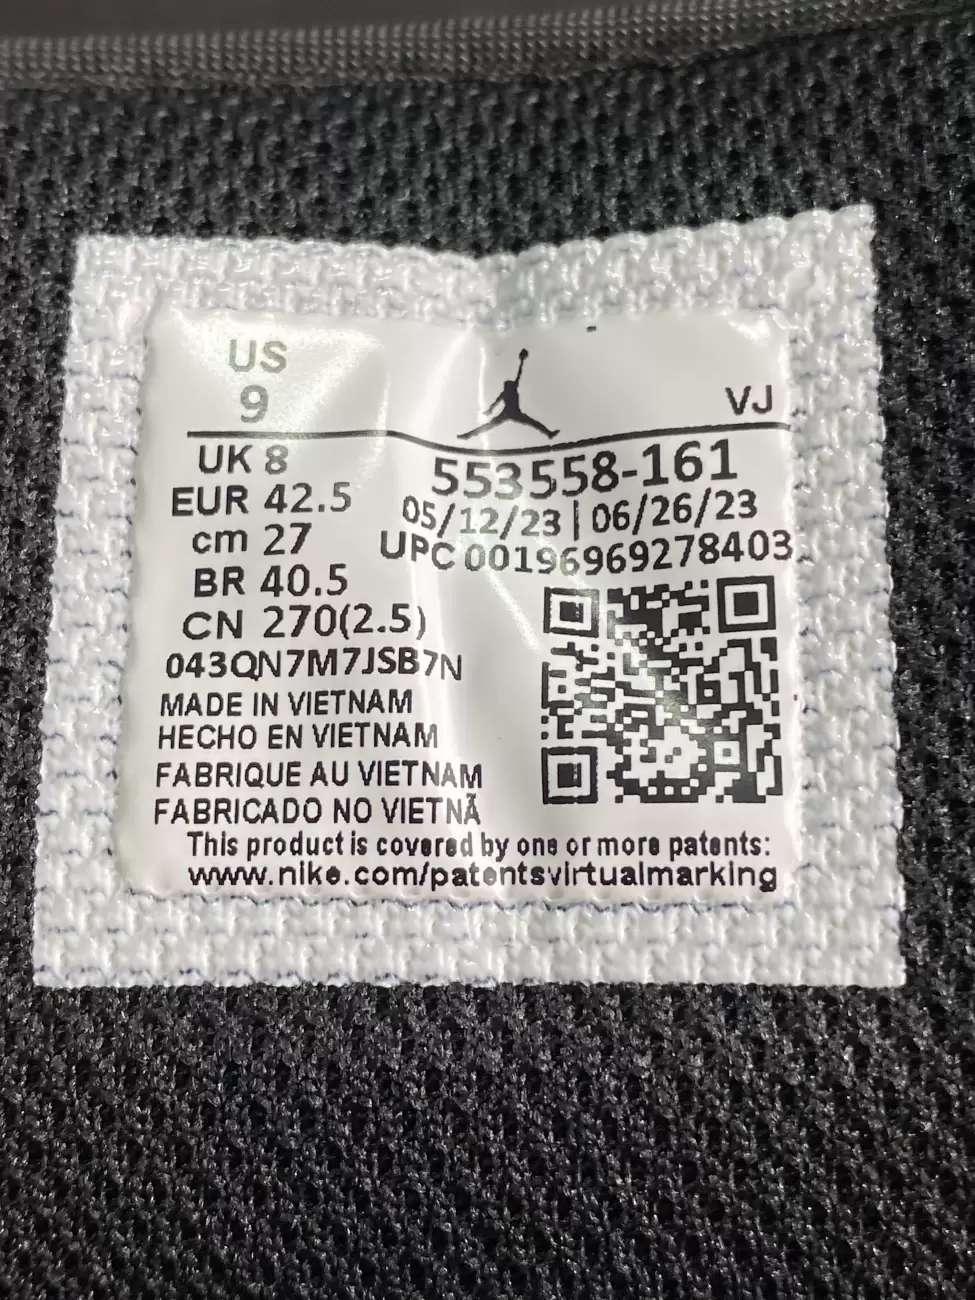 US
9
VJ
UK 8
EUR 42.5
cm 27
BR 40.5
CN 270(2.5)
553558-161
05/12/23 | 06/26/23
UPC 00196969278403
043QN7M7JSB7N
MADE IN VIETNAM
HECHO EN VIETNAM
FABRIQUE AU VIETNAM
FABRICADO NO VIETNÃ
This product is covered by one or more patents:
www.nike.com/patentsvirtualmarking